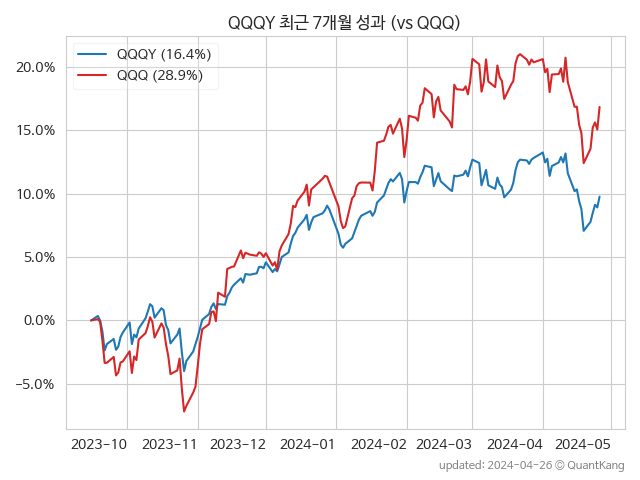 QQQY 최근 7개월 성과 (vs QQQ)
QQQY (16.4%)
QQQ (28.9%)
20.0%
15.0%
10.0%
5.0%
0.0%
−5.0%
2023−10 2023−11 2023−12 2024−01 2024−02 2024−03 2024−04 2024−05
updated: 2024−04−26 © QuantKang